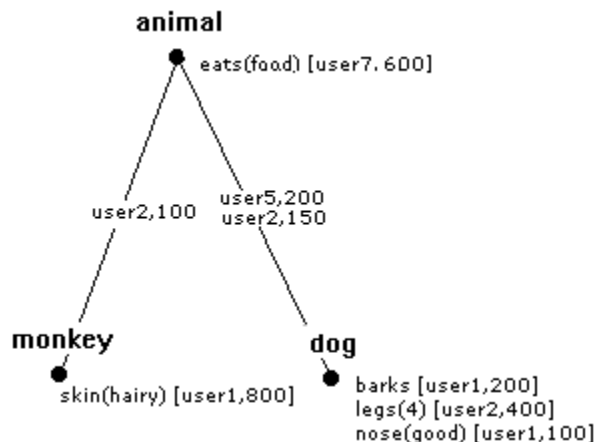 animal
eats(food) [user7.600]
user5,200
user2,100
user2,150
monkey
dog
skin(hairy) [user1,800]
barks [user1,200]
legs(4) [user2,400]
nose(good) [user1,100]